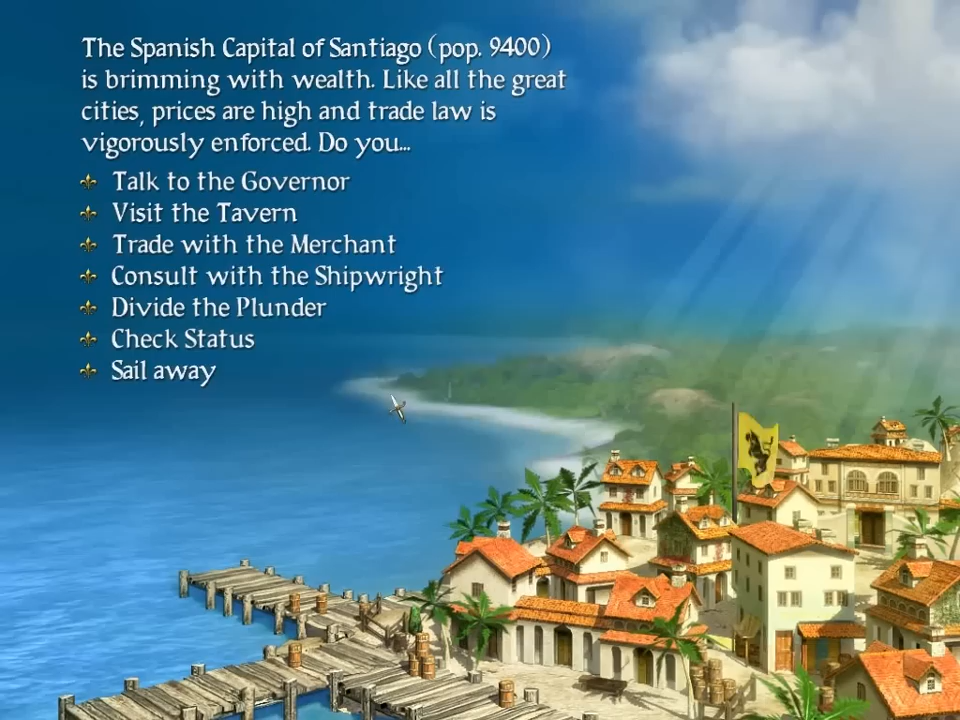 The Spanish Capital of Santiago (pop. 9400)
is brimming with wealth. Like all the great
cities, prices are high and trade law is
vigorously enforced. Do you...
Talk to the Governor
Visit the Tavern
Trade with the Merchant
Consult with the Shipwright
Divide the Plunder
Check Status
Sail away